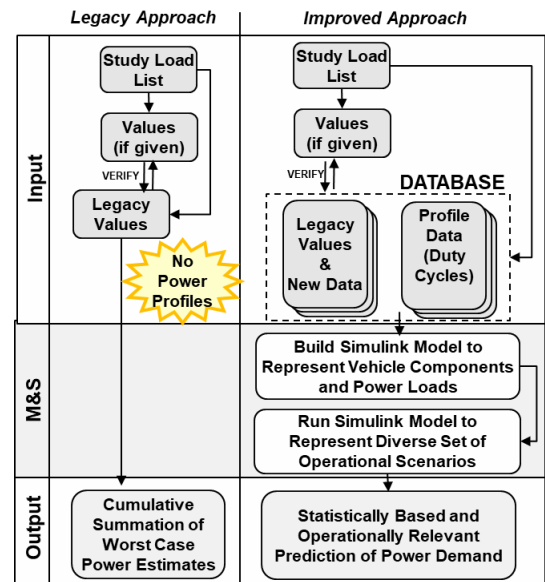 Legacy Approach
Improved Approach
Input
Study Load
List
Values
(if given)
VERIFY
Legacy
Values
No
Power
Profiles
Study Load
List
Values
(if given)
VERIFY
DATABASE
Legacy
Values
&
New Data
Profile
Data
(Duty
Cycles)
M&S
Build Simulink Model to
Represent Vehicle Components
and Power Loads
Run Simulink Model to
Represent Diverse Set of
Operational Scenarios
Output
Cumulative
Summation of
Worst Case
Power Estimates
Statistically Based and
Operationally Relevant
Prediction of Power Demand